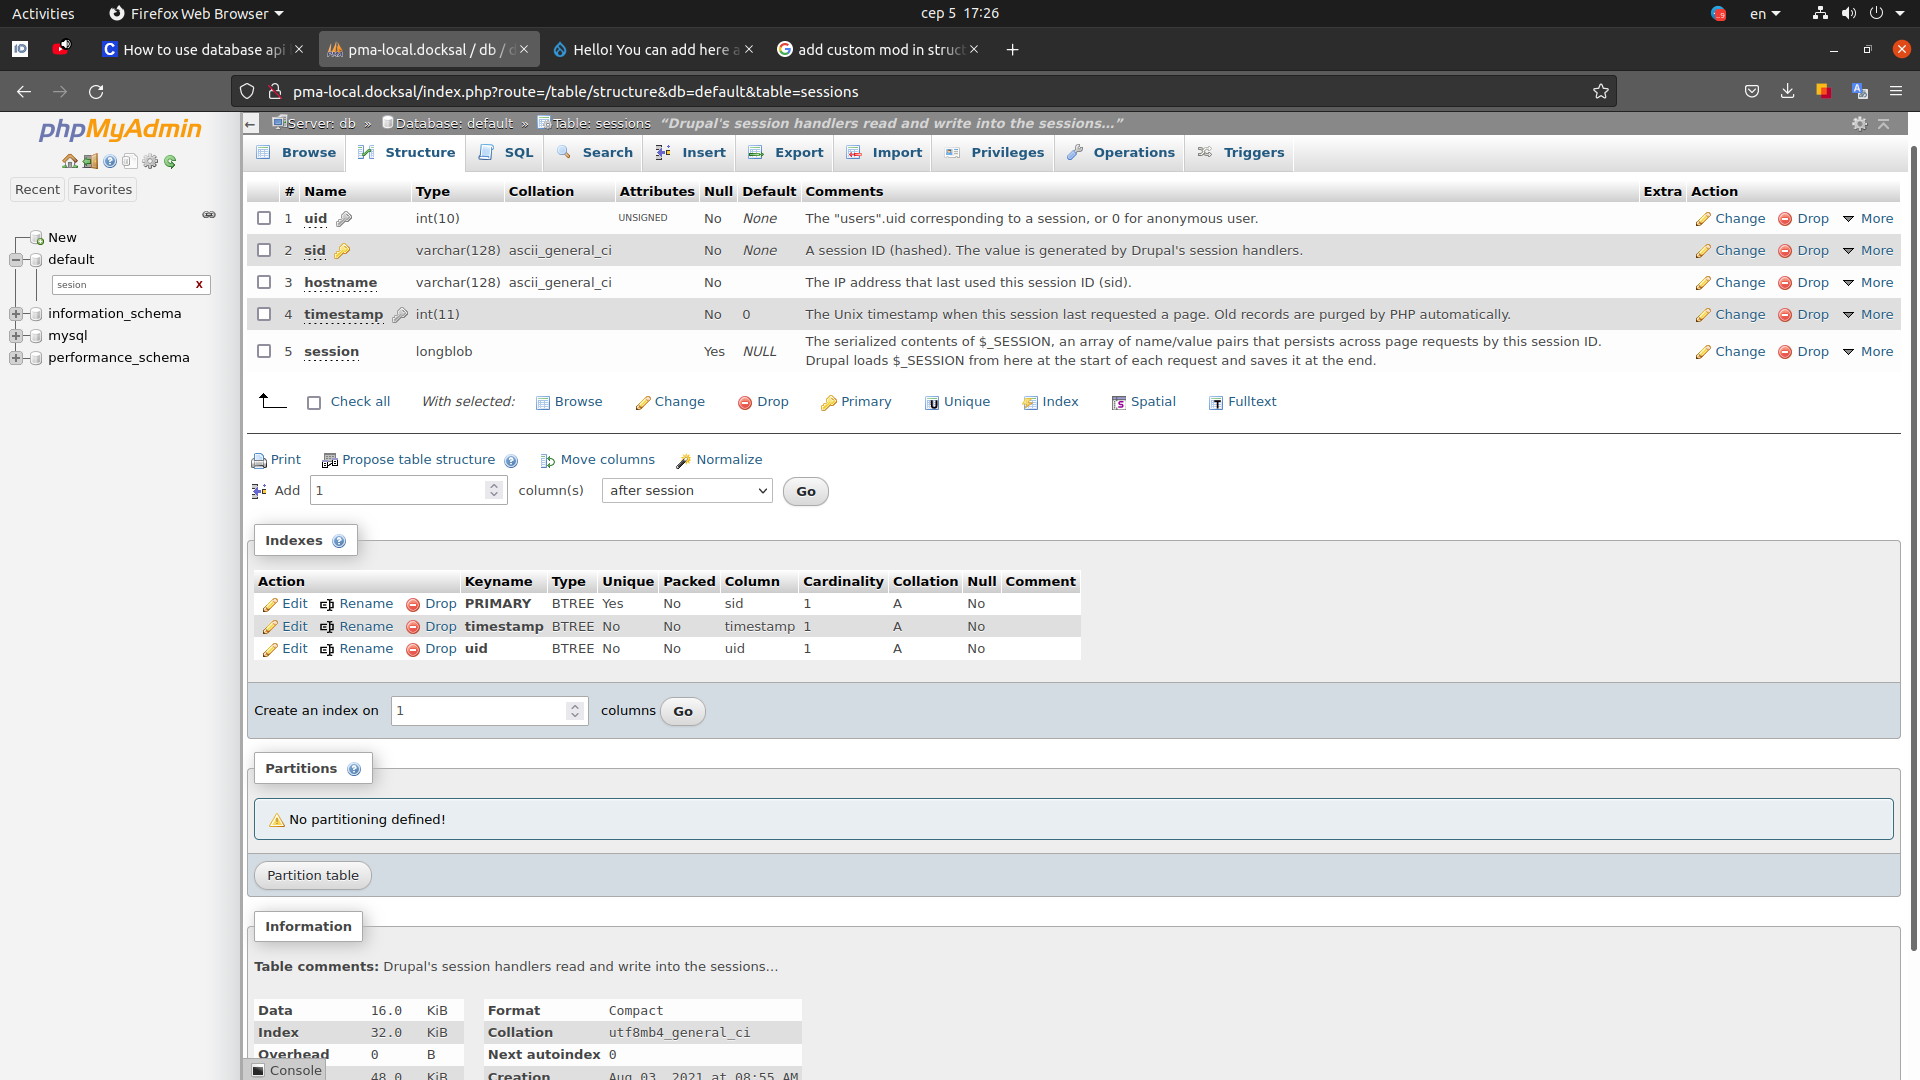 Activities Firefox Web Browser сер 5 17:26 en
How to use database api pma-local.docksal / db / d Hello! You can add here a add custom mod in struct
pma-local.docksal/index.php?route=/table/structure&db=default&table=sessions
phpMyAdmin
Recent Favorites
New
default
sesion X
information_schema
mysql
performance_schema
Server: db » Database: default » Table: sessions "Drupal's session handlers read and write into the sessions..."
Browse Structure SQL Search Insert Export Import Privileges Operations Triggers
# Name Type Collation Attributes Null Default Comments Extra Action
1 uid int(10) UNSIGNED No None The "users".uid corresponding to a session, or 0 for anonymous user. Change Drop More
2 sid varchar(128) ascii_general_ci No None A session ID (hashed). The value is generated by Drupal's session handlers. Change Drop More
3 hostname varchar(128) ascii_general_ci No The IP address that last used this session ID (sid). Change Drop More
4 timestamp int(11) No 0 The Unix timestamp when this session last requested a page. Old records are purged by PHP automatically. Change Drop More
5 session longblob Yes NULL The serialized contents of $_SESSION, an array of name/value pairs that persists across page requests by this session ID. Change Drop More
Drupal loads $_SESSION from here at the start of each request and saves it at the end.
Check all With selected: Browse Change Drop Primary Unique Index Spatial Fulltext
Print Propose table structure Move columns Normalize
Add 1 column(s) after session Go
Indexes
Action Keyname Type Unique Packed Column Cardinality Collation Null Comment
Edit Rename Drop PRIMARY BTREE Yes No sid 1 A No
Edit Rename Drop timestamp BTREE No No timestamp 1 A No
Edit Rename Drop uid BTREE No No uid 1 A No
Create an index on 1 columns Go
Partitions
No partitioning defined!
Partition table
Information
Table comments: Drupal's session handlers read and write into the sessions...
Data 16.0 KiB Format Compact
Index 32.0 KiB Collation utf8mb4_general_ci
Overhead 0 B Next autoindex 0
Console 48.0 KiB Creation Aug 03, 2021 at 08:55 AM